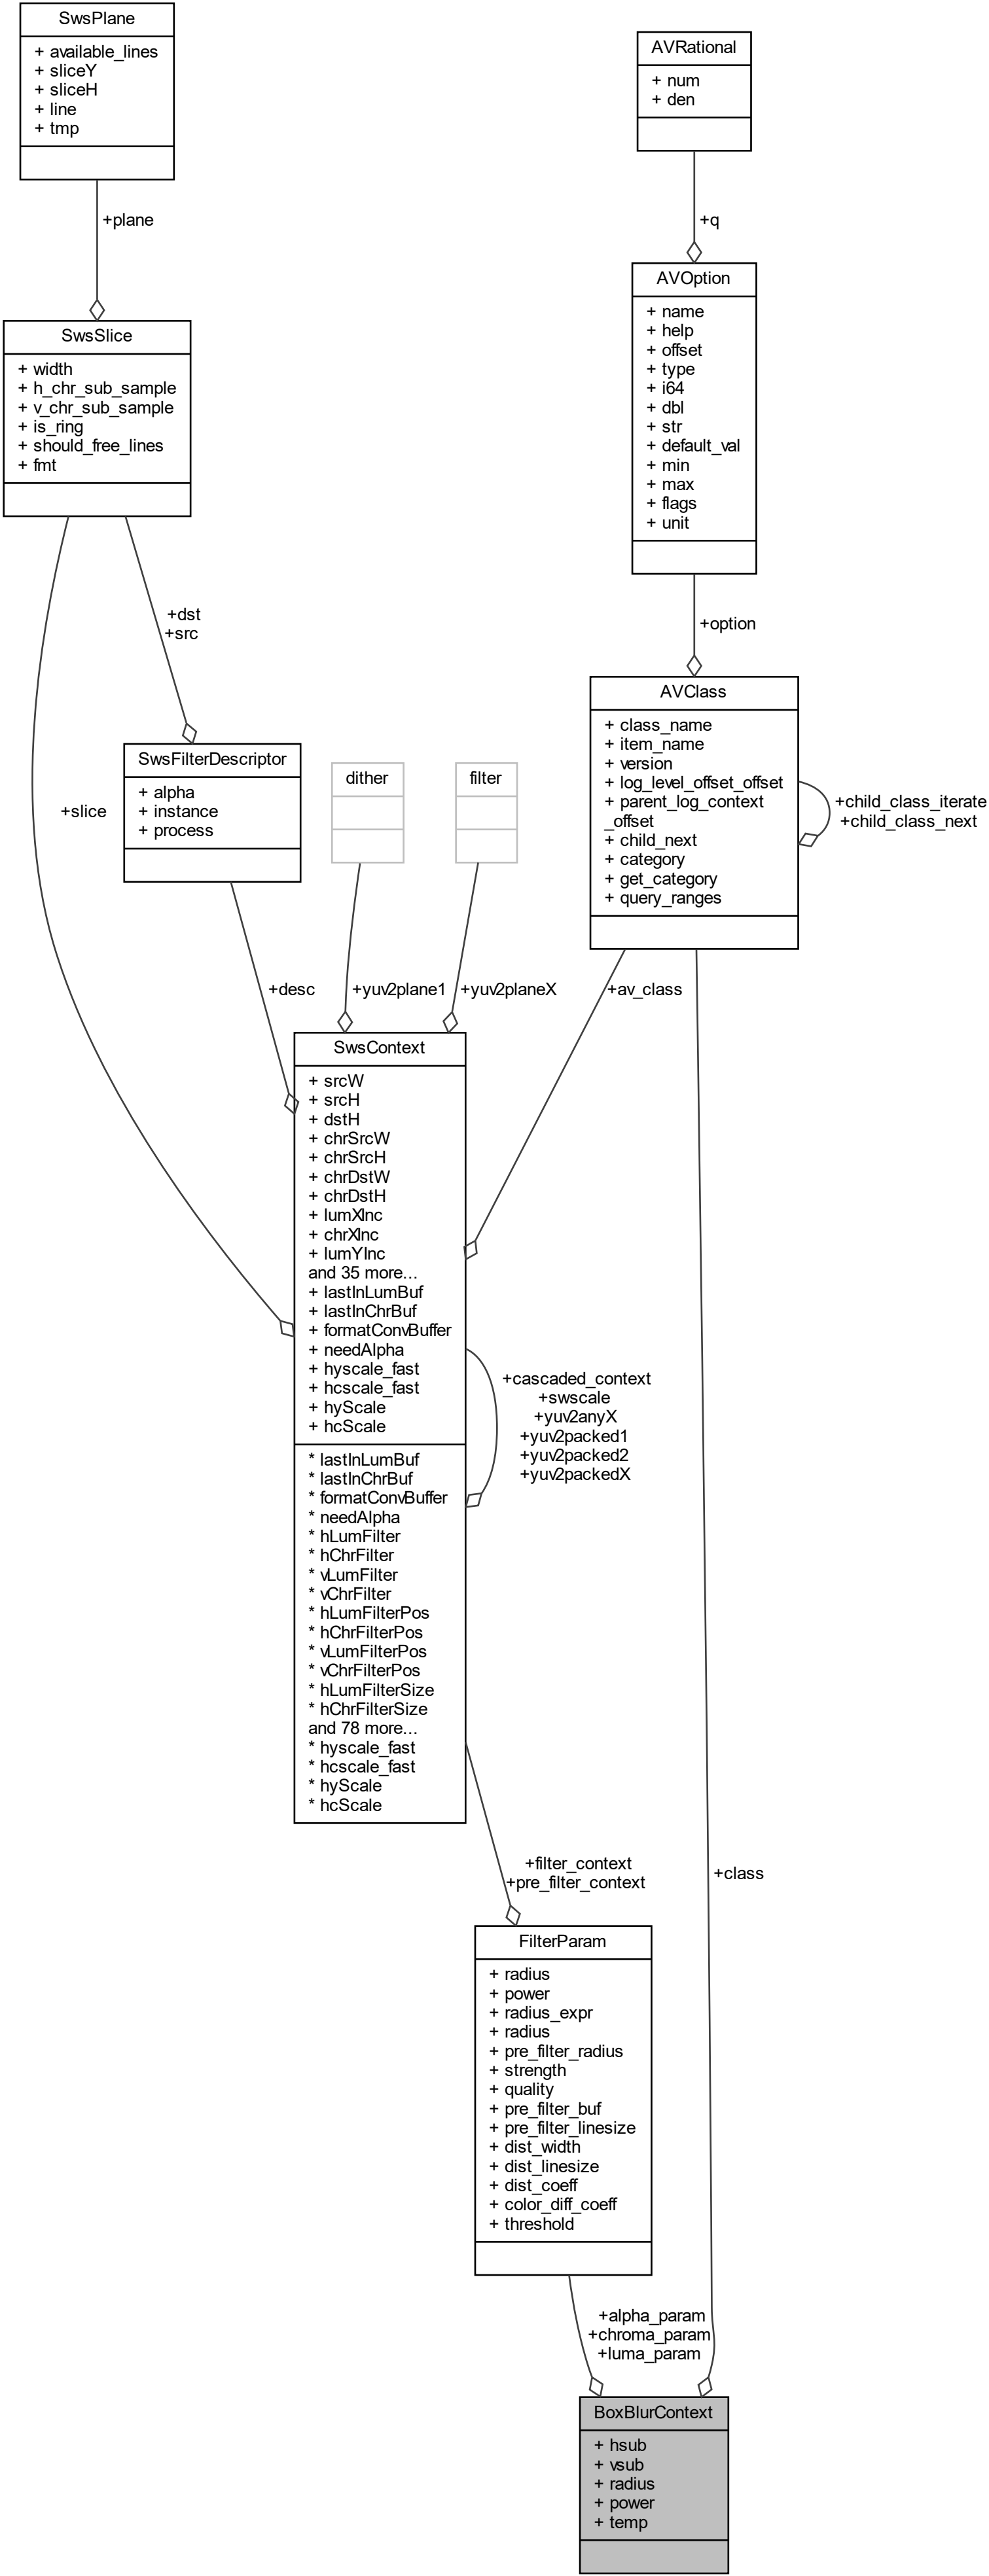 SwsPlane
+ available_lines
+ sliceY
+ sliceH
+ line
+ tmp
AVRational
+ num
+ den
+plane
+q
AVOption
+ name
+ help
+ offset
+ type
+ i64
+ dbl
+ str
+ default_val
+ min
+ max
+ flags
+ unit
SwsSlice
+ width
+ h_chr_sub_sample
+ v_chr_sub_sample
+ is_ring
+ should_free_lines
+ fmt
+dst
+src
+option
AVClass
+ class_name
+ item_name
+ version
+ log_level_offset_offset
+ parent_log_context
_offset
+ child_next
+ category
+ get_category
+ query_ranges
+child_class_iterate
+child_class_next
+slice
SwsFilterDescriptor
+ alpha
+ instance
+ process
dither
filter
+desc
+yuv2plane1
+yuv2planeX
+av_class
SwsContext
+ srcW
+ srcH
+ dstH
+ chrSrcW
+ chrSrcH
+ chrDstW
+ chrDstH
+ lumXInc
+ chrXInc
+ lumYInc
and 35 more...
+ lastInLumBuf
+ lastInChrBuf
+ formatConvBuffer
+ needAlpha
+ hyscale_fast
+ hcscale_fast
+ hyScale
+ hcScale
* lastInLumBuf
* lastInChrBuf
* formatConvBuffer
* needAlpha
* hLumFilter
* hChrFilter
* vLumFilter
* vChrFilter
* hLumFilterPos
* hChrFilterPos
* vLumFilterPos
* vChrFilterPos
* hLumFilterSize
* hChrFilterSize
and 78 more...
* hyscale_fast
* hcscale_fast
* hyScale
* hcScale
+cascaded_context
+swscale
+yuv2anyX
+yuv2packed1
+yuv2packed2
+yuv2packedX
+filter_context
+pre_filter_context
+class
FilterParam
+ radius
+ power
+ radius_expr
+ radius
+ pre_filter_radius
+ strength
+ quality
+ pre_filter_buf
+ pre_filter_linesize
+ dist_width
+ dist_linesize
+ dist_coeff
+ color_diff_coeff
+ threshold
+alpha_param
+chroma_param
+luma_param
BoxBlurContext
+ hsub
+ vsub
+ radius
+ power
+ temp